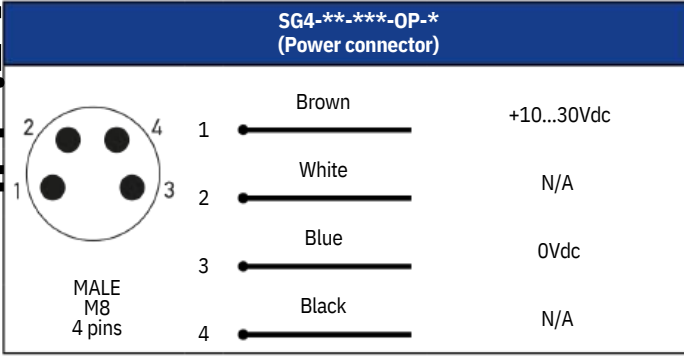 SG4-**-***-OP-*
(Power connector)
2
4
1
3
MALE
M8
4 pins
1
Brown
+10...30Vdc
2
White
N/A
3
Blue
0Vdc
4
Black
N/A